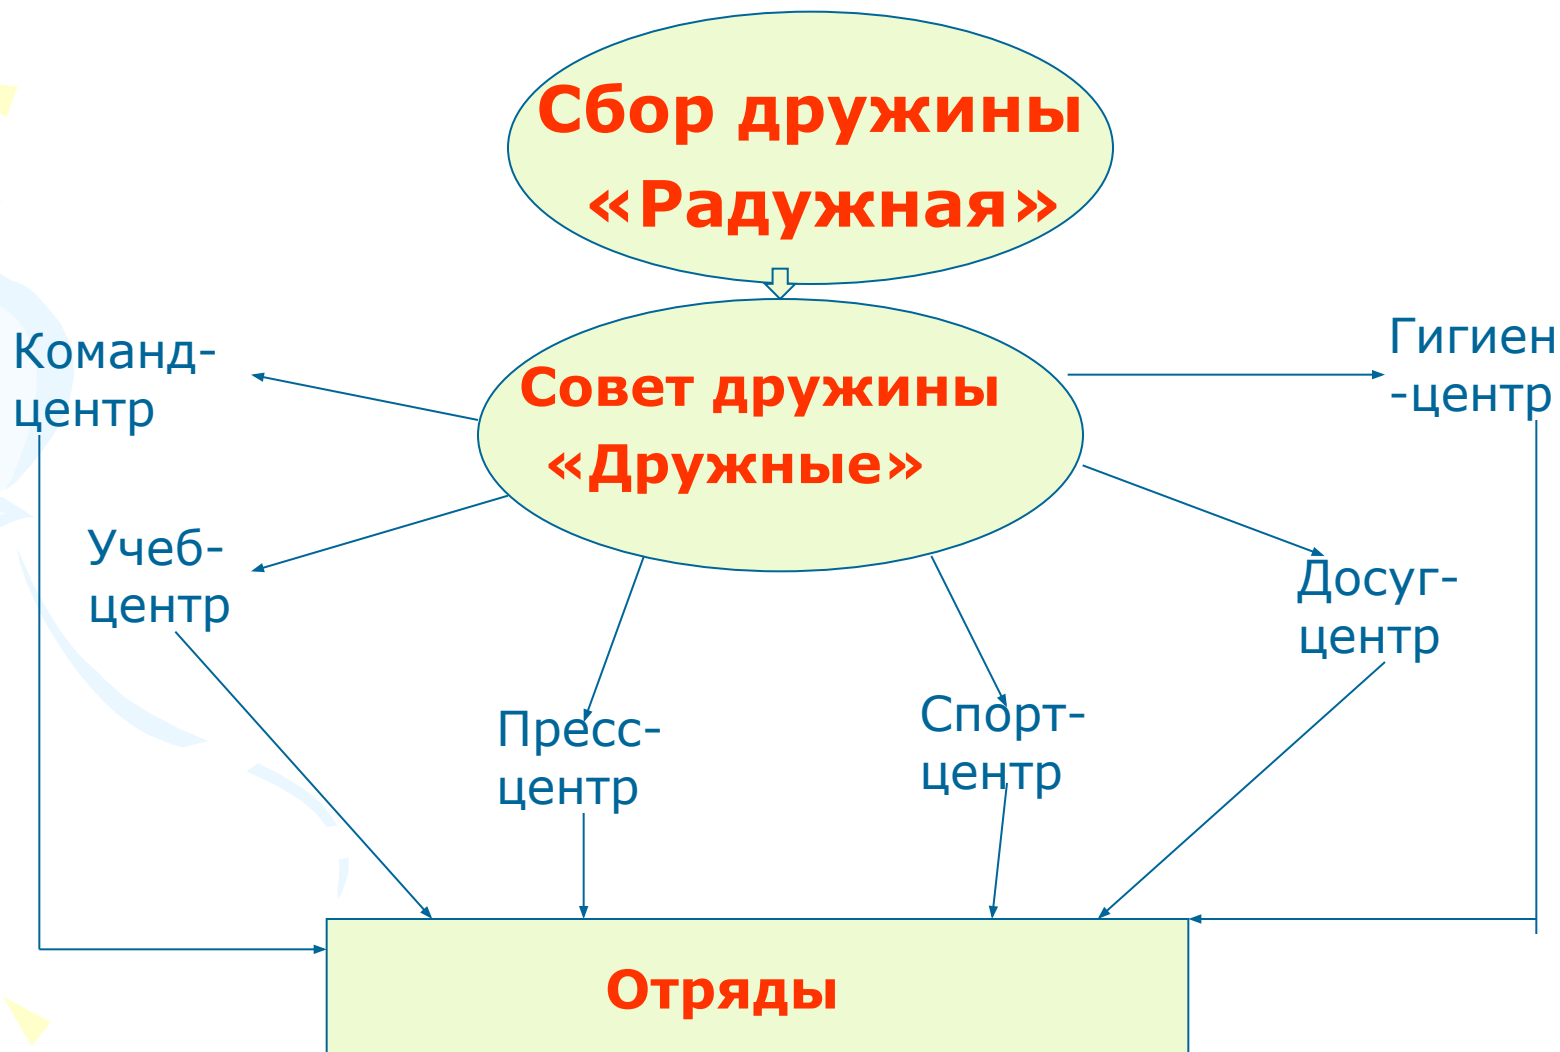 Сбор дружины
«Радужная»
Совет дружины
«Дружные»
Команд-
центр
Гигиен
-центр
Учеб-
центр
Досуг-
центр
Пресс-
центр
Спорт-
центр
Отряды